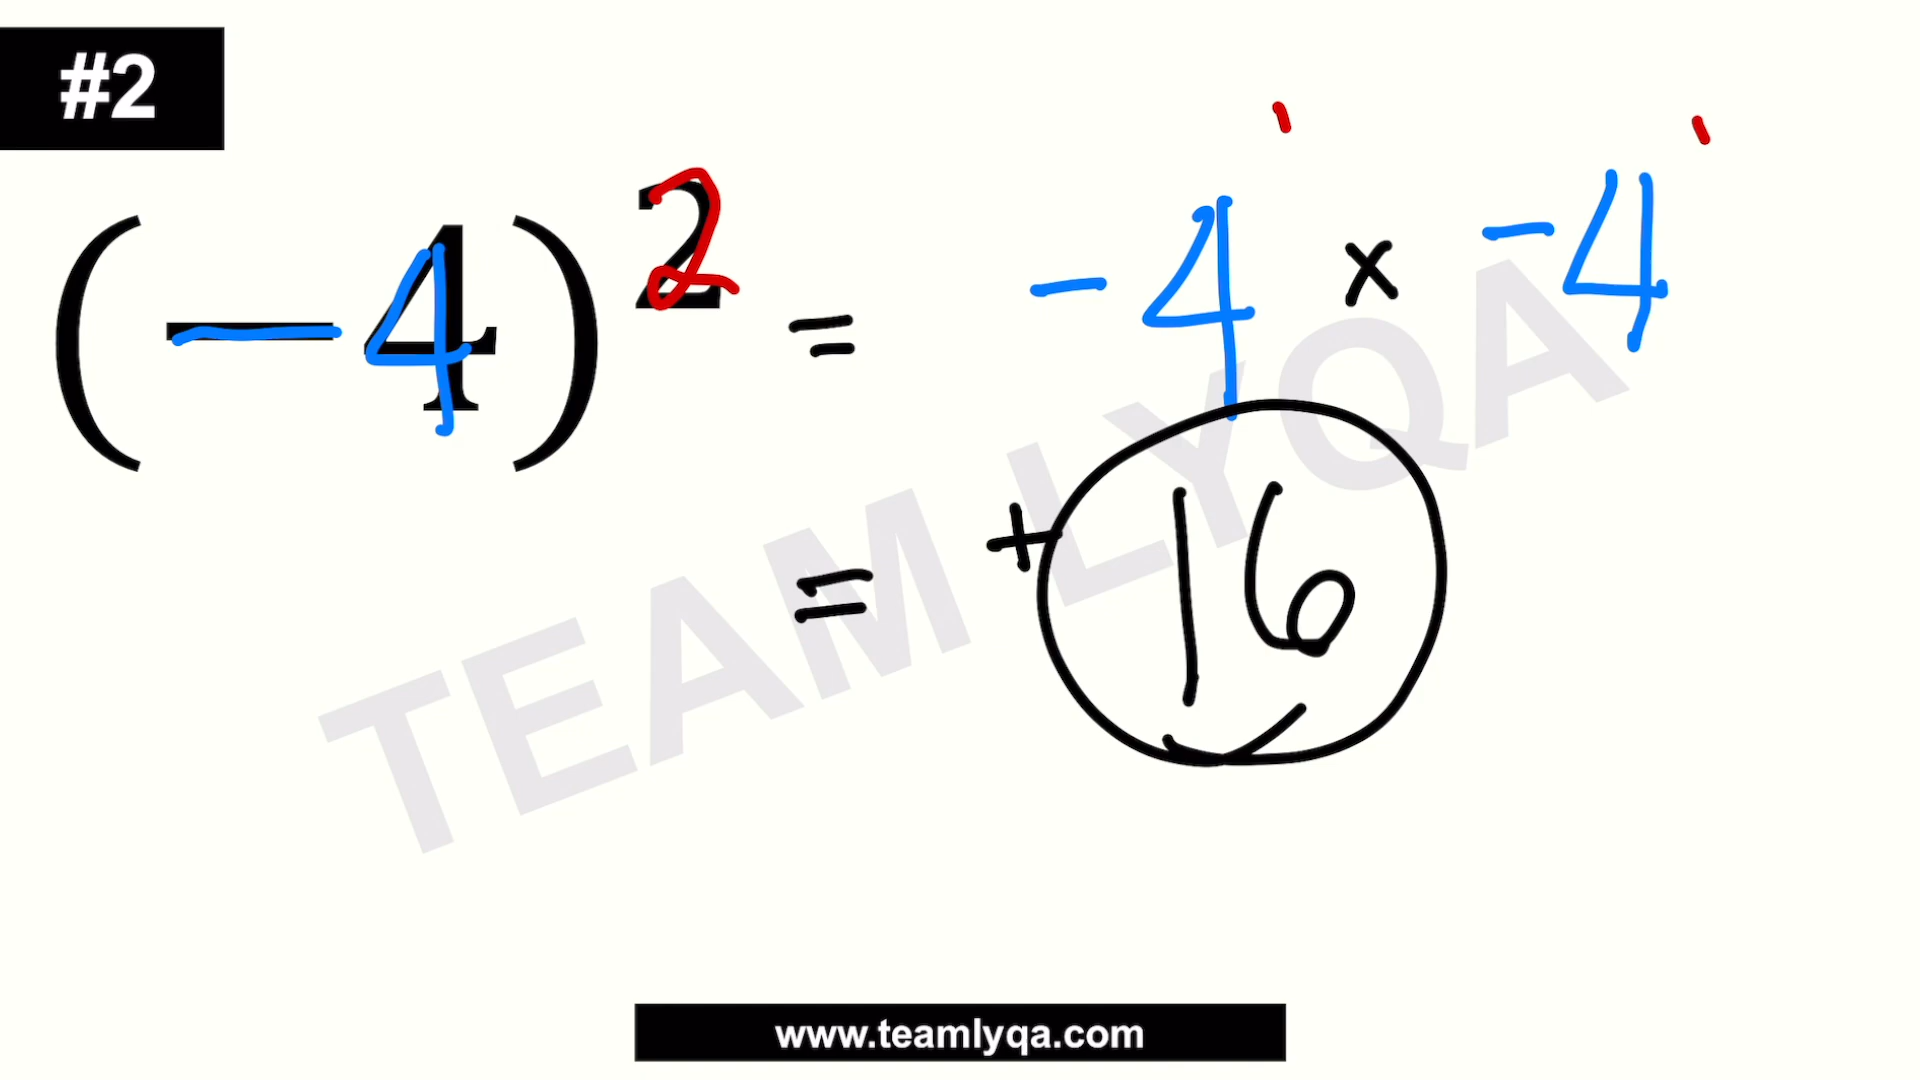 #2
(-4)² = -4 x -4
= +16
TEAM LYQA
www.teamlyqa.com